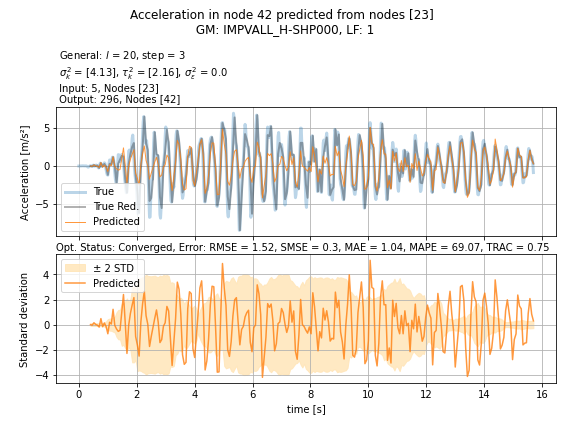 Acceleration in node 42 predicted from nodes [23]
GM: IMPVALL_H-SHP000, LF: 1
General: l = 20, step = 3
σ²ₖ = [4.13], τ²ₖ = [2.16], σ²ε = 0.0
Input: 5, Nodes [23]
Output: 296, Nodes [42]
Acceleration [m/s²]
5
0
−5
True
True Red.
Predicted
Opt. Status: Converged, Error: RMSE = 1.52, SMSE = 0.3, MAE = 1.04, MAPE = 69.07, TRAC = 0.75
Standard deviation
4
2
0
−2
−4
± 2 STD
Predicted
0 2 4 6 8 10 12 14 16
time [s]